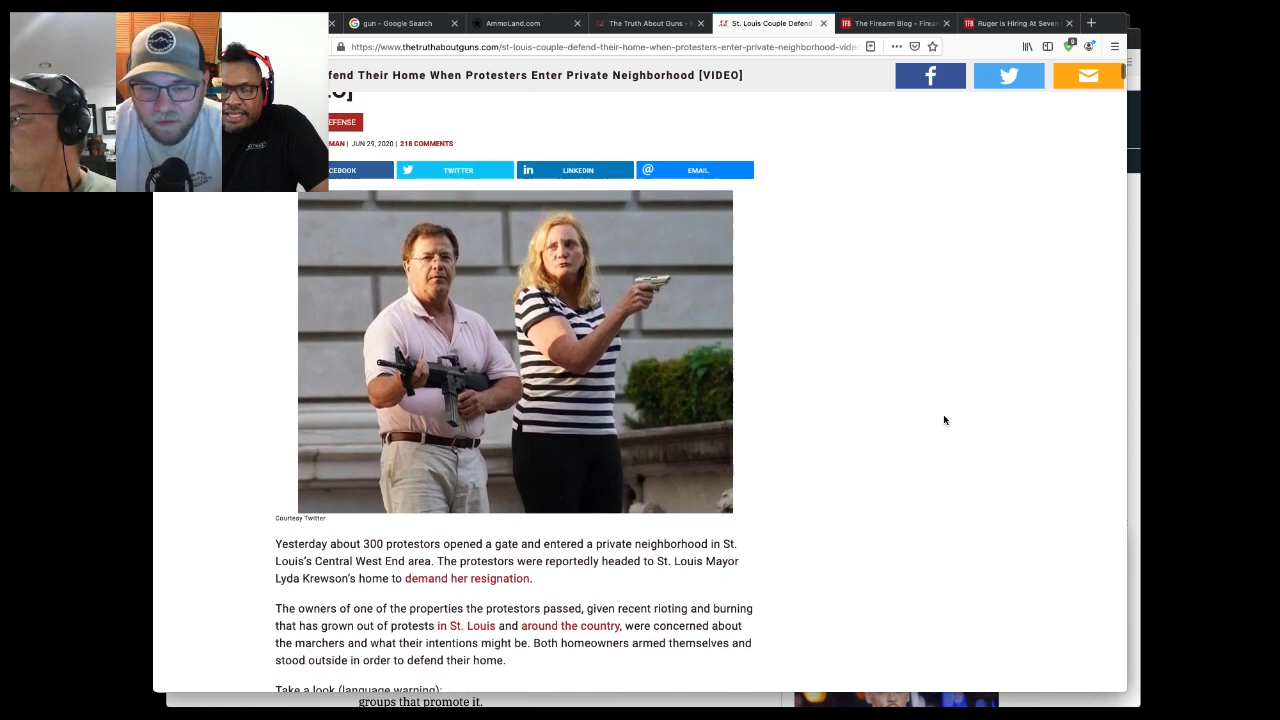 gun - Google Search
AmmoLand.com
The Truth About Guns -
St. Louis Couple Defend
The Firearm Blog - Firea
Ruger Is Hiring At Seven
https://www.thetruthaboutguns.com/st-louis-couple-defend-their-home-when-protesters-enter-private-neighborhood-vide
fend Their Home When Protesters Enter Private Neighborhood [VIDEO]
EFENSE
MAN | JUN 29, 2020 | 218 COMMENTS
CEBOOK
TWITTER
LINKEDIN
EMAIL
Courtesy Twitter
Yesterday about 300 protestors opened a gate and entered a private neighborhood in St.
Louis's Central West End area. The protestors were reportedly headed to St. Louis Mayor
Lyda Krewson's home to demand her resignation.
The owners of one of the properties the protestors passed, given recent rioting and burning
that has grown out of protests in St. Louis and around the country, were concerned about
the marchers and what their intentions might be. Both homeowners armed themselves and
stood outside in order to defend their home.
Take a look (language warning):
groups that promote it.